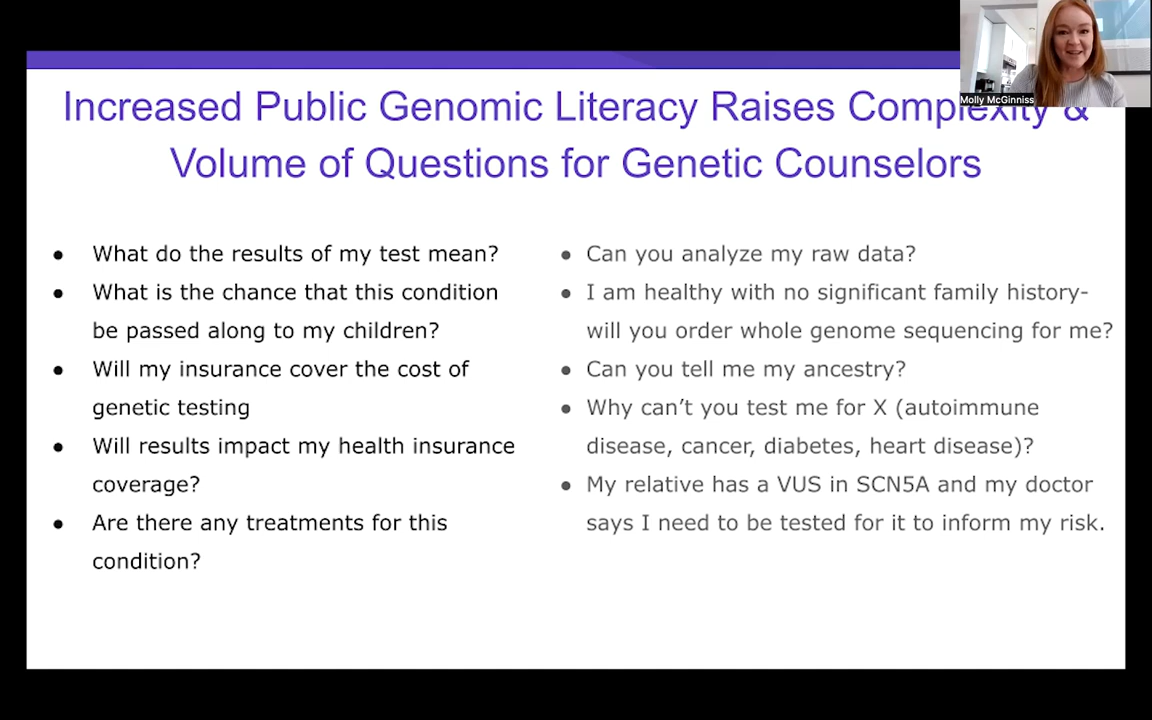 Molly McGinniss
Increased Public Genomic Literacy Raises Complexity &
Volume of Questions for Genetic Counselors
What do the results of my test mean?
What is the chance that this condition
be passed along to my children?
Will my insurance cover the cost of
genetic testing
Will results impact my health insurance
coverage?
Are there any treatments for this
condition?
Can you analyze my raw data?
I am healthy with no significant family history-
will you order whole genome sequencing for me?
Can you tell me my ancestry?
Why can’t you test me for X (autoimmune
disease, cancer, diabetes, heart disease)?
My relative has a VUS in SCN5A and my doctor
says I need to be tested for it to inform my risk.